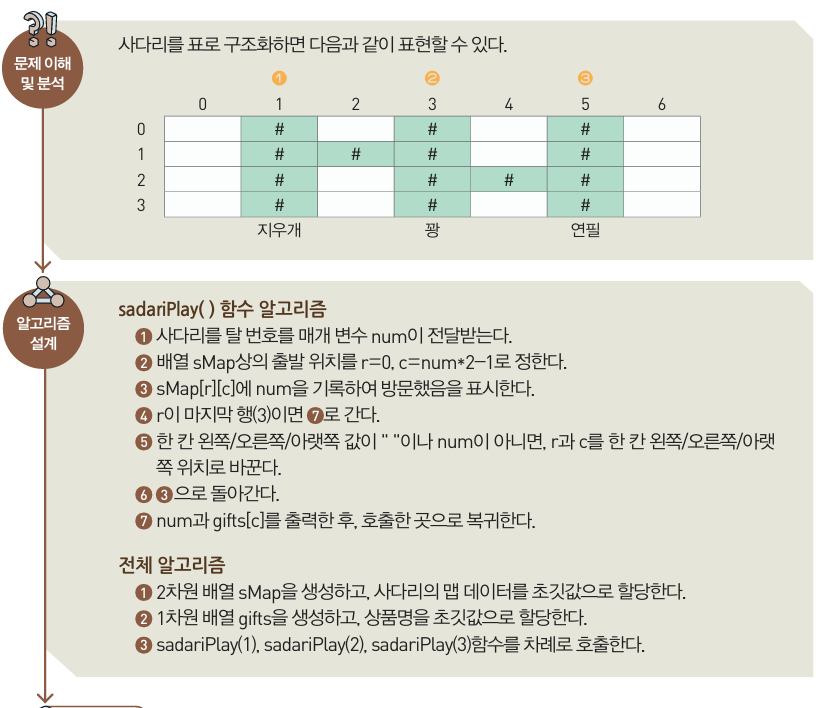 ?!
문제 이해
및 분석
사다리를 표로 구조화하면 다음과 같이 표현할 수 있다.
❶ ❷ ❸
0 1 2 3 4 5 6
0 # # #
1 # # # #
2 # # # #
3 # # #
지우개 꽝 연필
알고리즘
설계
sadariPlay( ) 함수 알고리즘
❶ 사다리를 탈 번호를 매개 변수 num이 전달받는다.
❷ 배열 sMap상의 출발 위치를 r=0, c=num*2-1로 정한다.
❸ sMap[r][c]에 num을 기록하여 방문했음을 표시한다.
❹ r이 마지막 행(3)이면 ❼로 간다.
❺ 한 칸 왼쪽/오른쪽/아랫쪽 값이 " "이나 num이 아니면, r과 c를 한 칸 왼쪽/오른쪽/아랫
쪽 위치로 바꾼다.
❻ ❸으로 돌아간다.
❼ num과 gifts[c]를 출력한 후, 호출한 곳으로 복귀한다.
전체 알고리즘
❶ 2차원 배열 sMap을 생성하고, 사다리의 맵 데이터를 초깃값으로 할당한다.
❷ 1차원 배열 gifts을 생성하고, 상품명을 초깃값으로 할당한다.
❸ sadariPlay(1), sadariPlay(2), sadariPlay(3)함수를 차례로 호출한다.